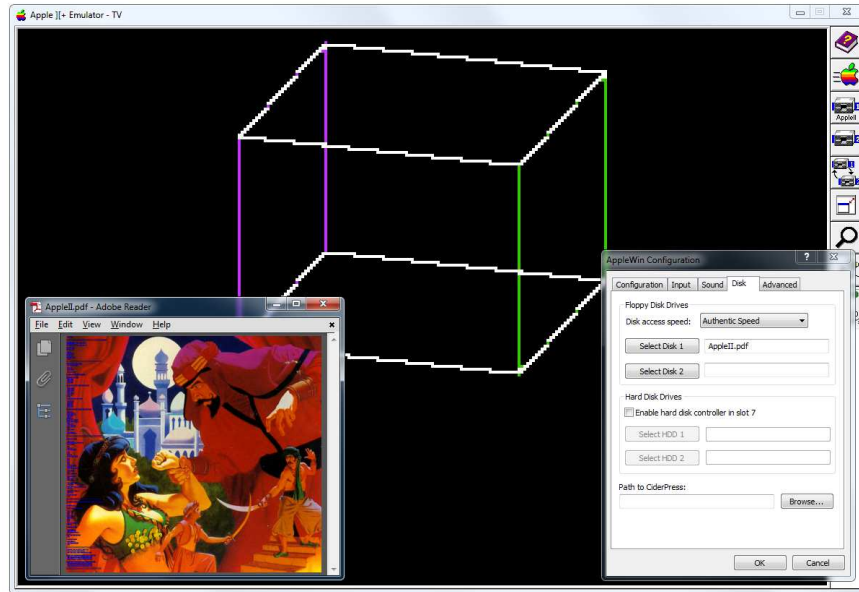 Apple ][+ Emulator - TV
AppleII
AppleWin Configuration
Configuration Input Sound Disk Advanced
Floppy Disk Drives
Disk access speed: Authentic Speed
Select Disk 1 AppleII.pdf
Select Disk 2
Hard Disk Drives
Enable hard disk controller in slot 7
Select HDD 1
Select HDD 2
Path to CiderPress:
Browse...
OK Cancel
AppleII.pdf - Adobe Reader
File Edit View Window Help